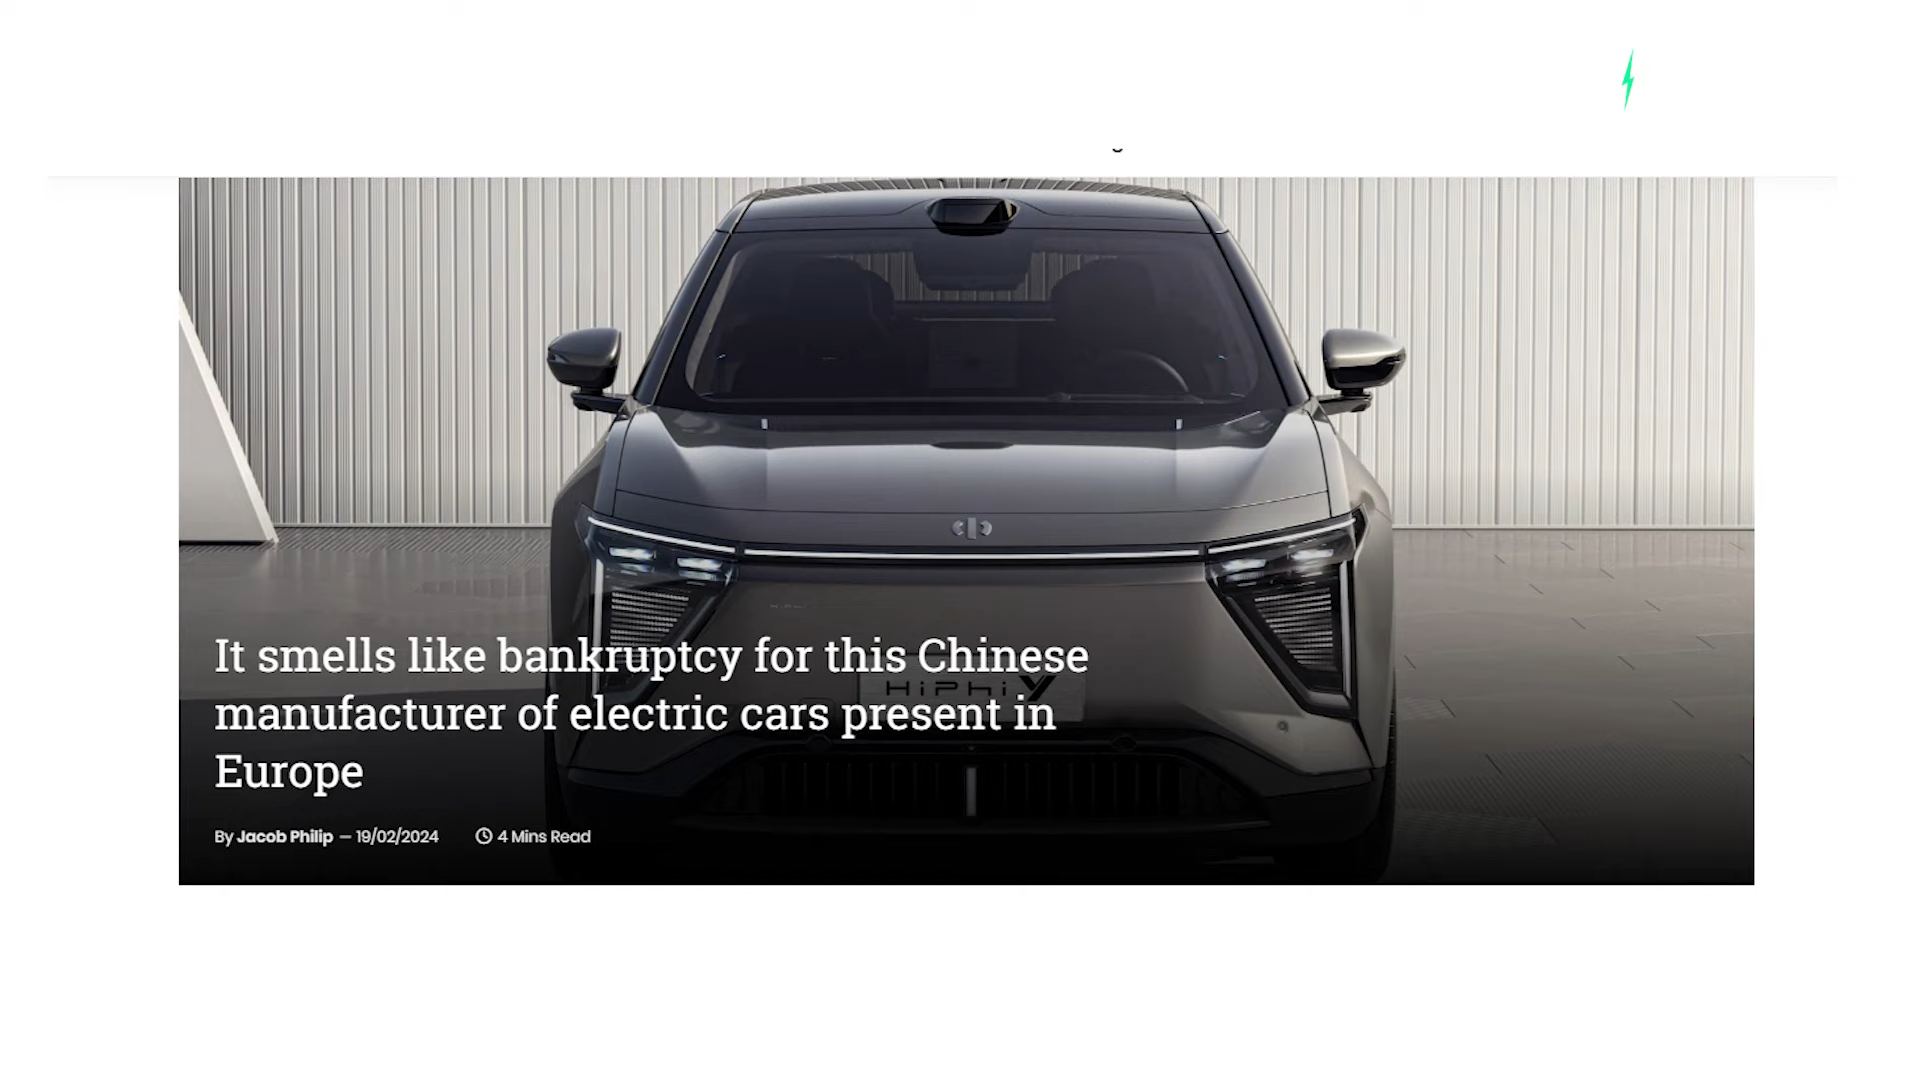 It smells like bankruptcy for this Chinese
HiPhi Y
manufacturer of electric cars present in
Europe
By Jacob Philip — 19/02/2024 4 Mins Read